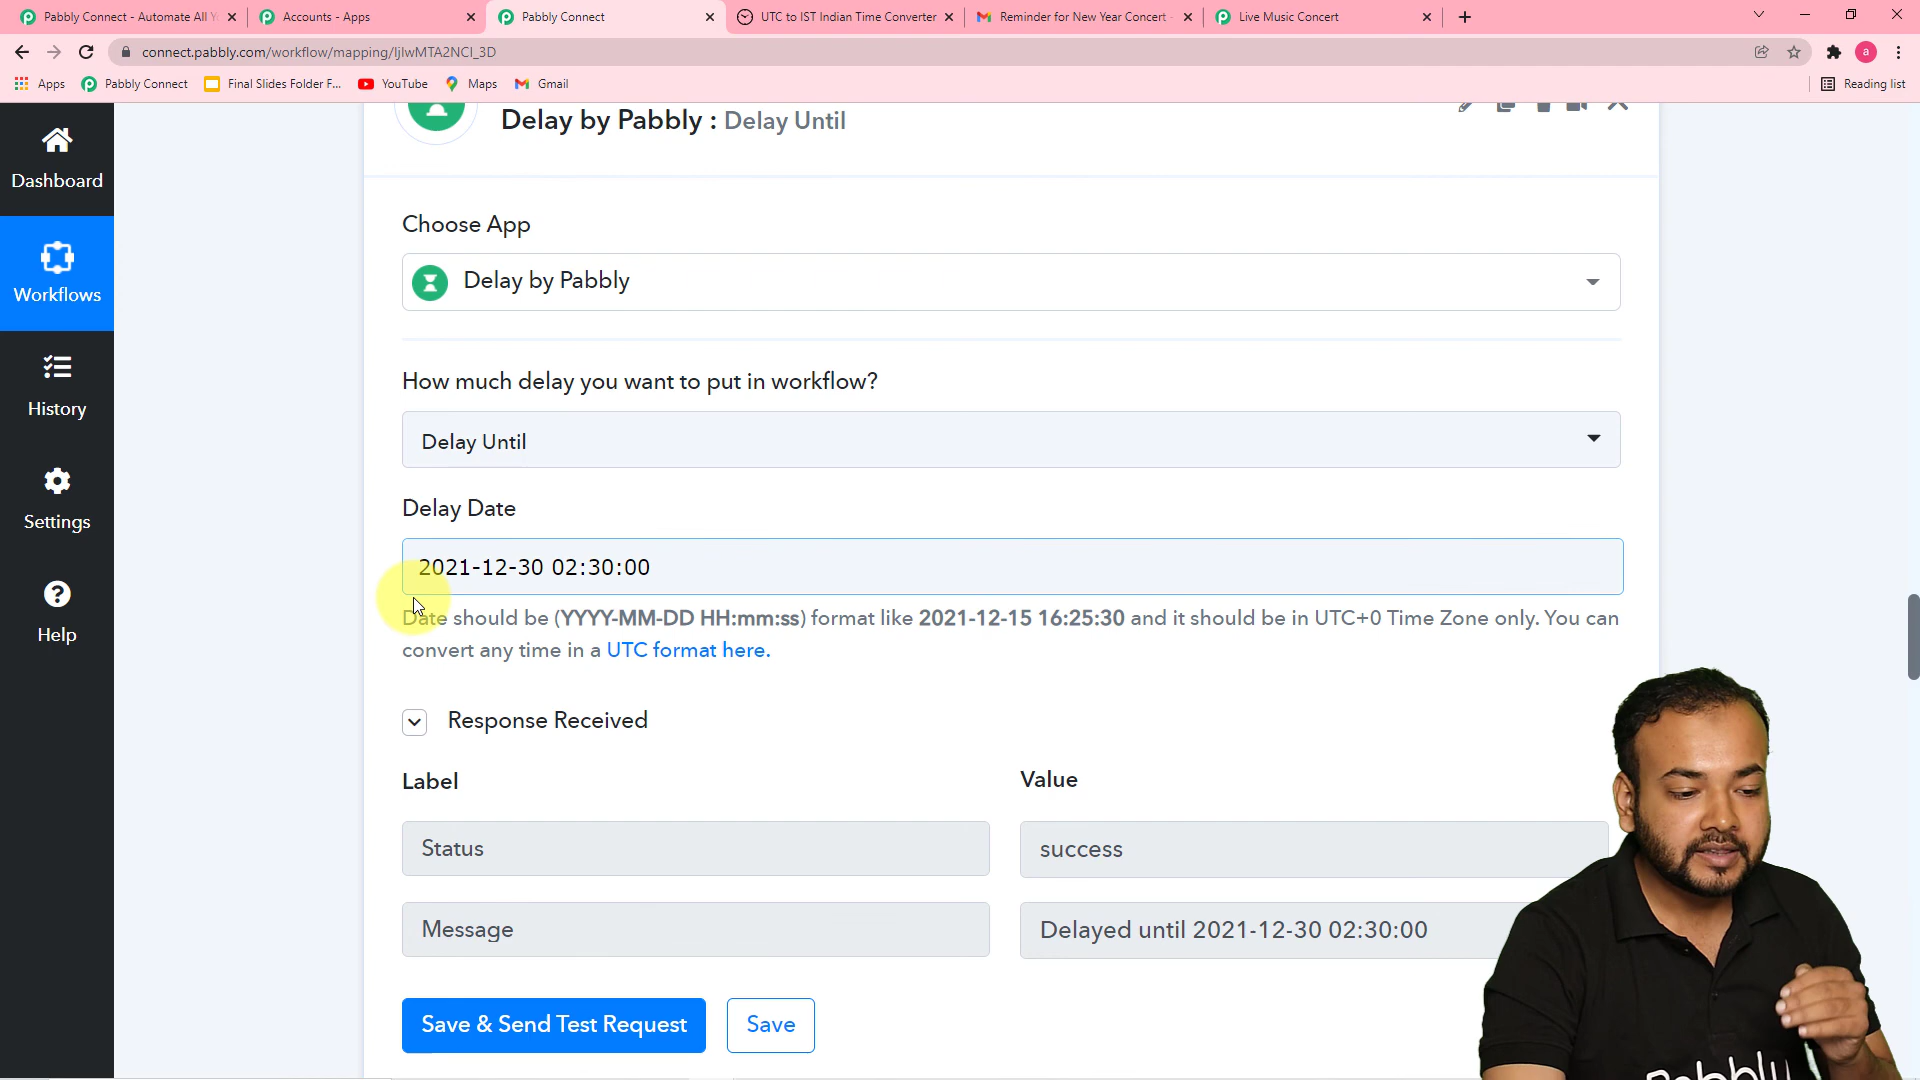 Pabbly Connect - Automate All Y
Accounts - Apps
Pabbly Connect
UTC to IST Indian Time Converter
Reminder for New Year Concert -
Live Music Concert
connect.pabbly.com/workflow/mapping/IjIwMTA2NCI_3D
a
Apps
Pabbly Connect
Final Slides Folder F...
YouTube
Maps
Gmail
Reading list
Dashboard
Workflows
History
Settings
Help
Delay by Pabbly : Delay Until
Choose App
Delay by Pabbly
How much delay you want to put in workflow?
Delay Until
Delay Date
2021-12-30 02:30:00
Date should be (YYYY-MM-DD HH:mm:ss) format like 2021-12-15 16:25:30 and it should be in UTC+0 Time Zone only. You can
convert any time in a UTC format here.
Response Received
Label
Value
Status
success
Message
Delayed until 2021-12-30 02:30:00
Save & Send Test Request
Save
Pabbly